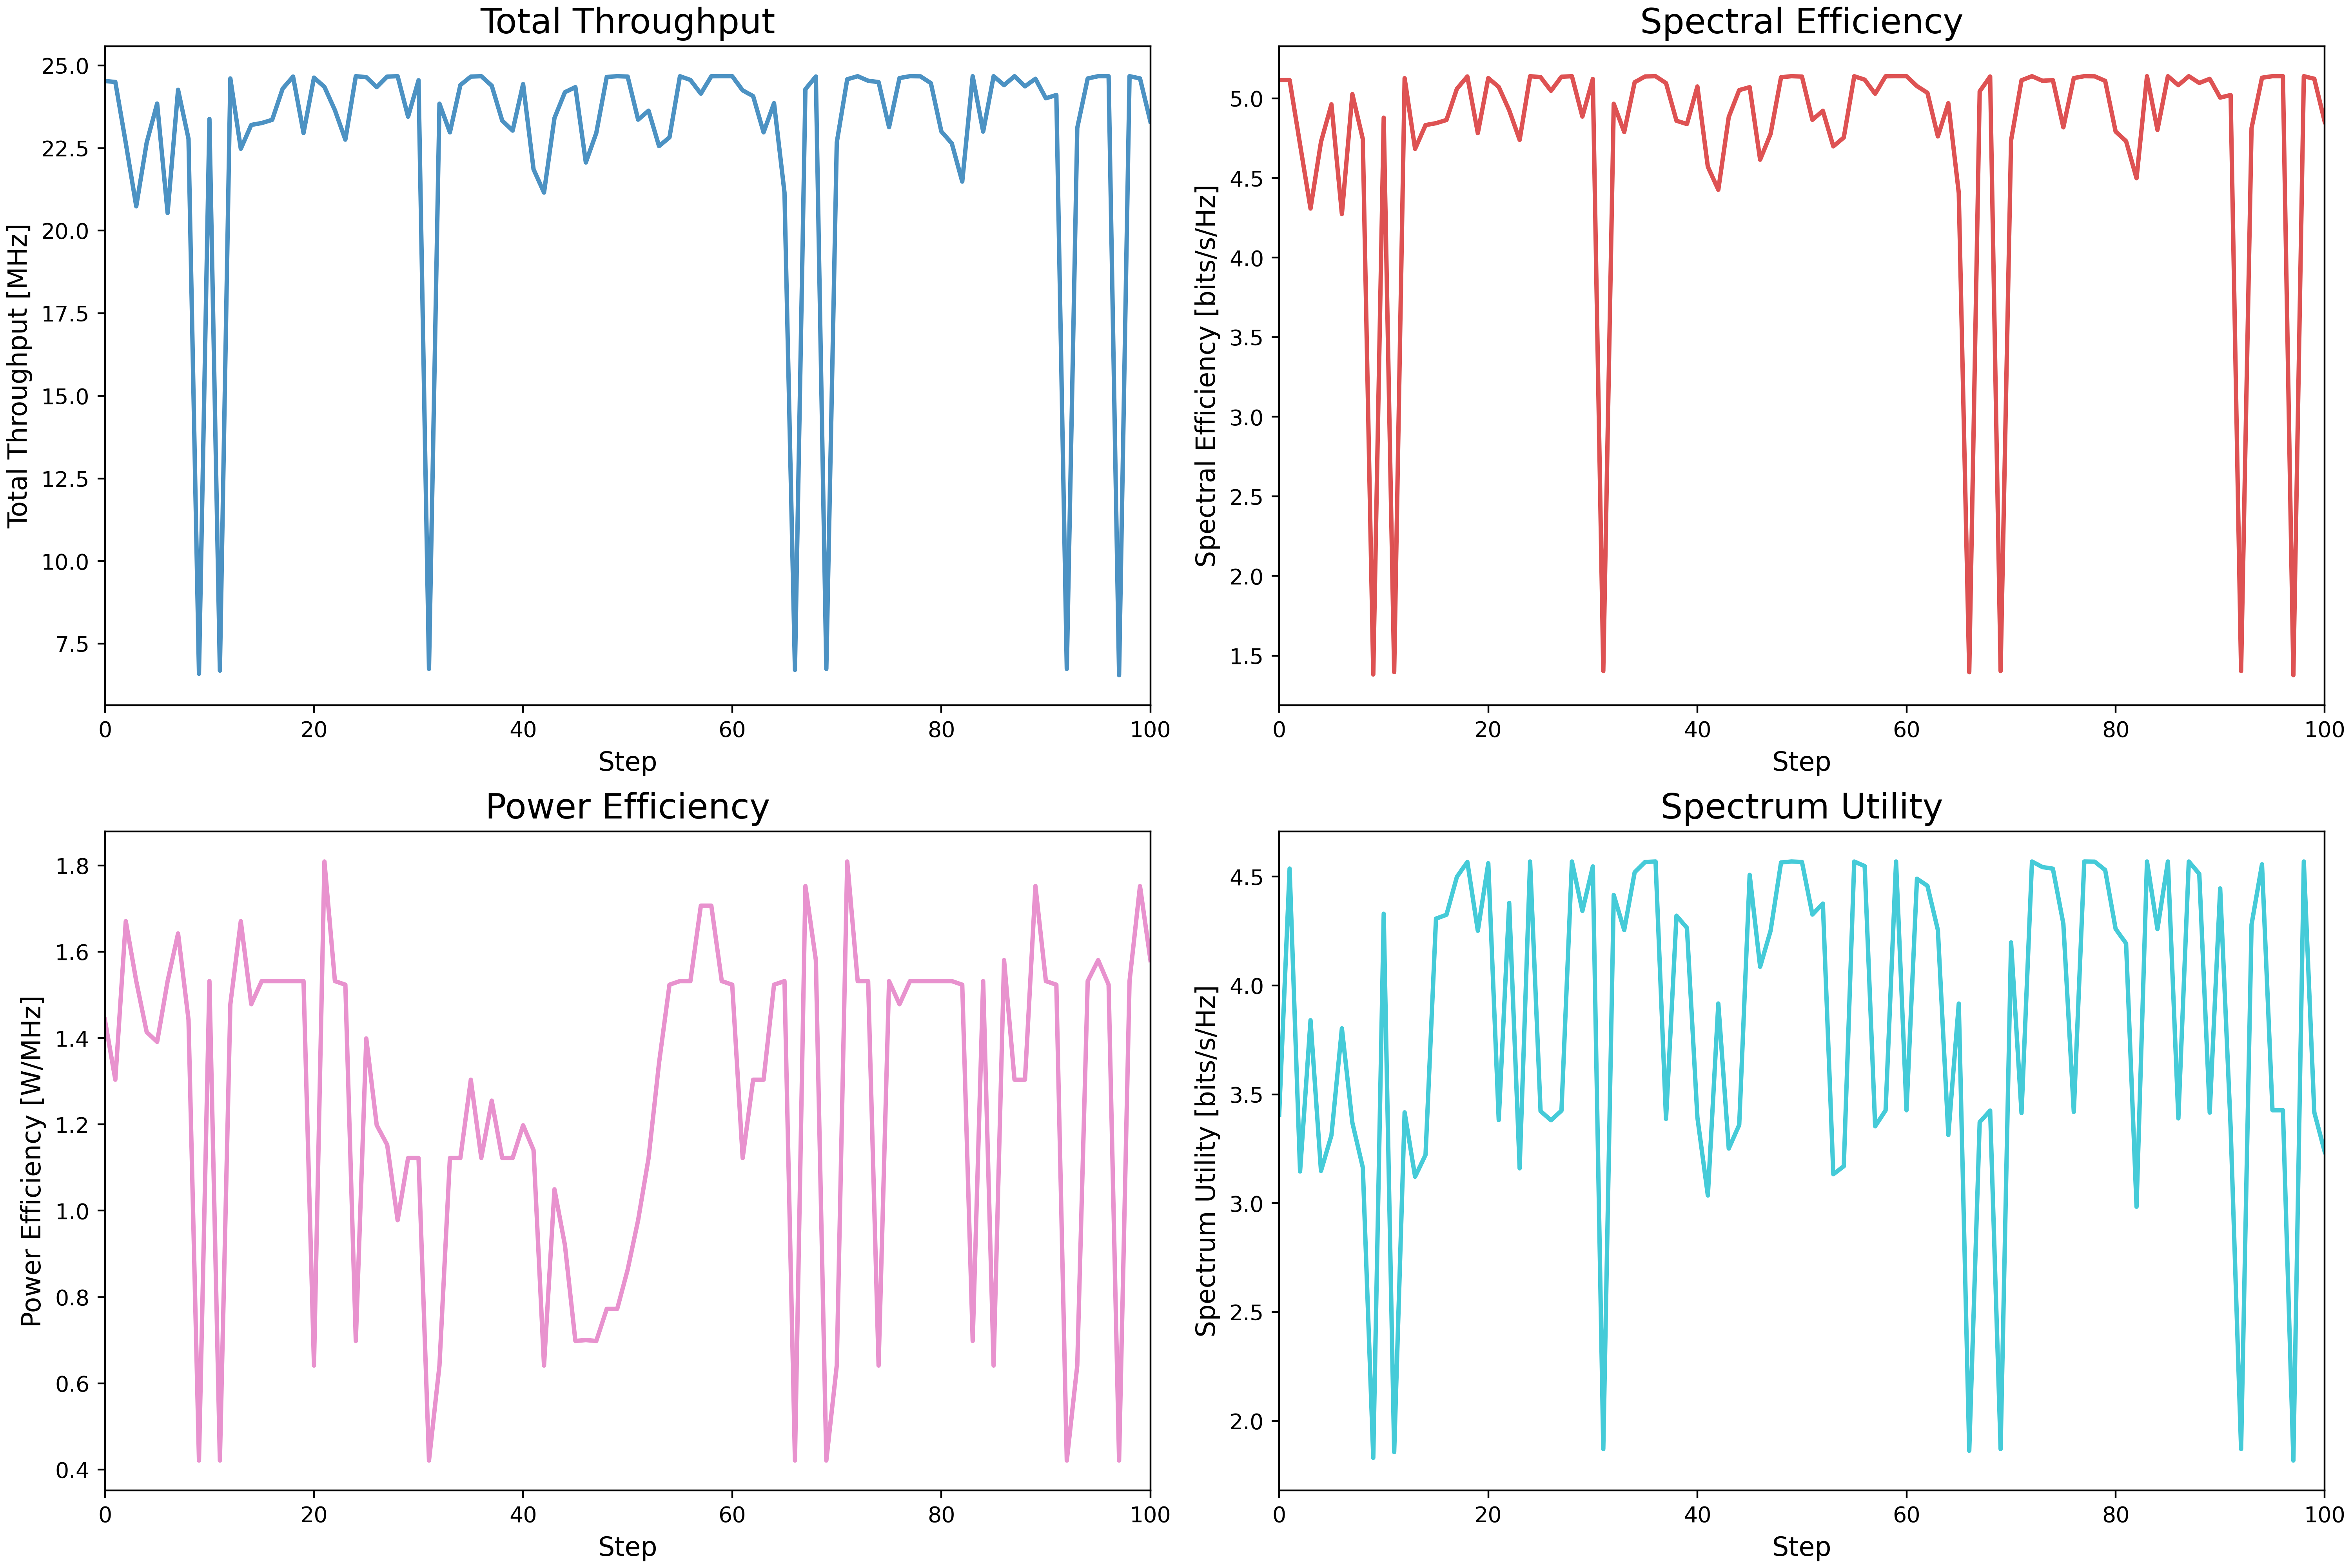 Total Throughput
Total Throughput [MHz]
25.0
22.5
20.0
17.5
15.0
12.5
10.0
7.5
0 20 40 60 80 100
Step
Spectral Efficiency
Spectral Efficiency [bits/s/Hz]
5.0
4.5
4.0
3.5
3.0
2.5
2.0
1.5
0 20 40 60 80 100
Step
Power Efficiency
Power Efficiency [W/MHz]
1.8
1.6
1.4
1.2
1.0
0.8
0.6
0.4
0 20 40 60 80 100
Step
Spectrum Utility
Spectrum Utility [bits/s/Hz]
4.5
4.0
3.5
3.0
2.5
2.0
0 20 40 60 80 100
Step